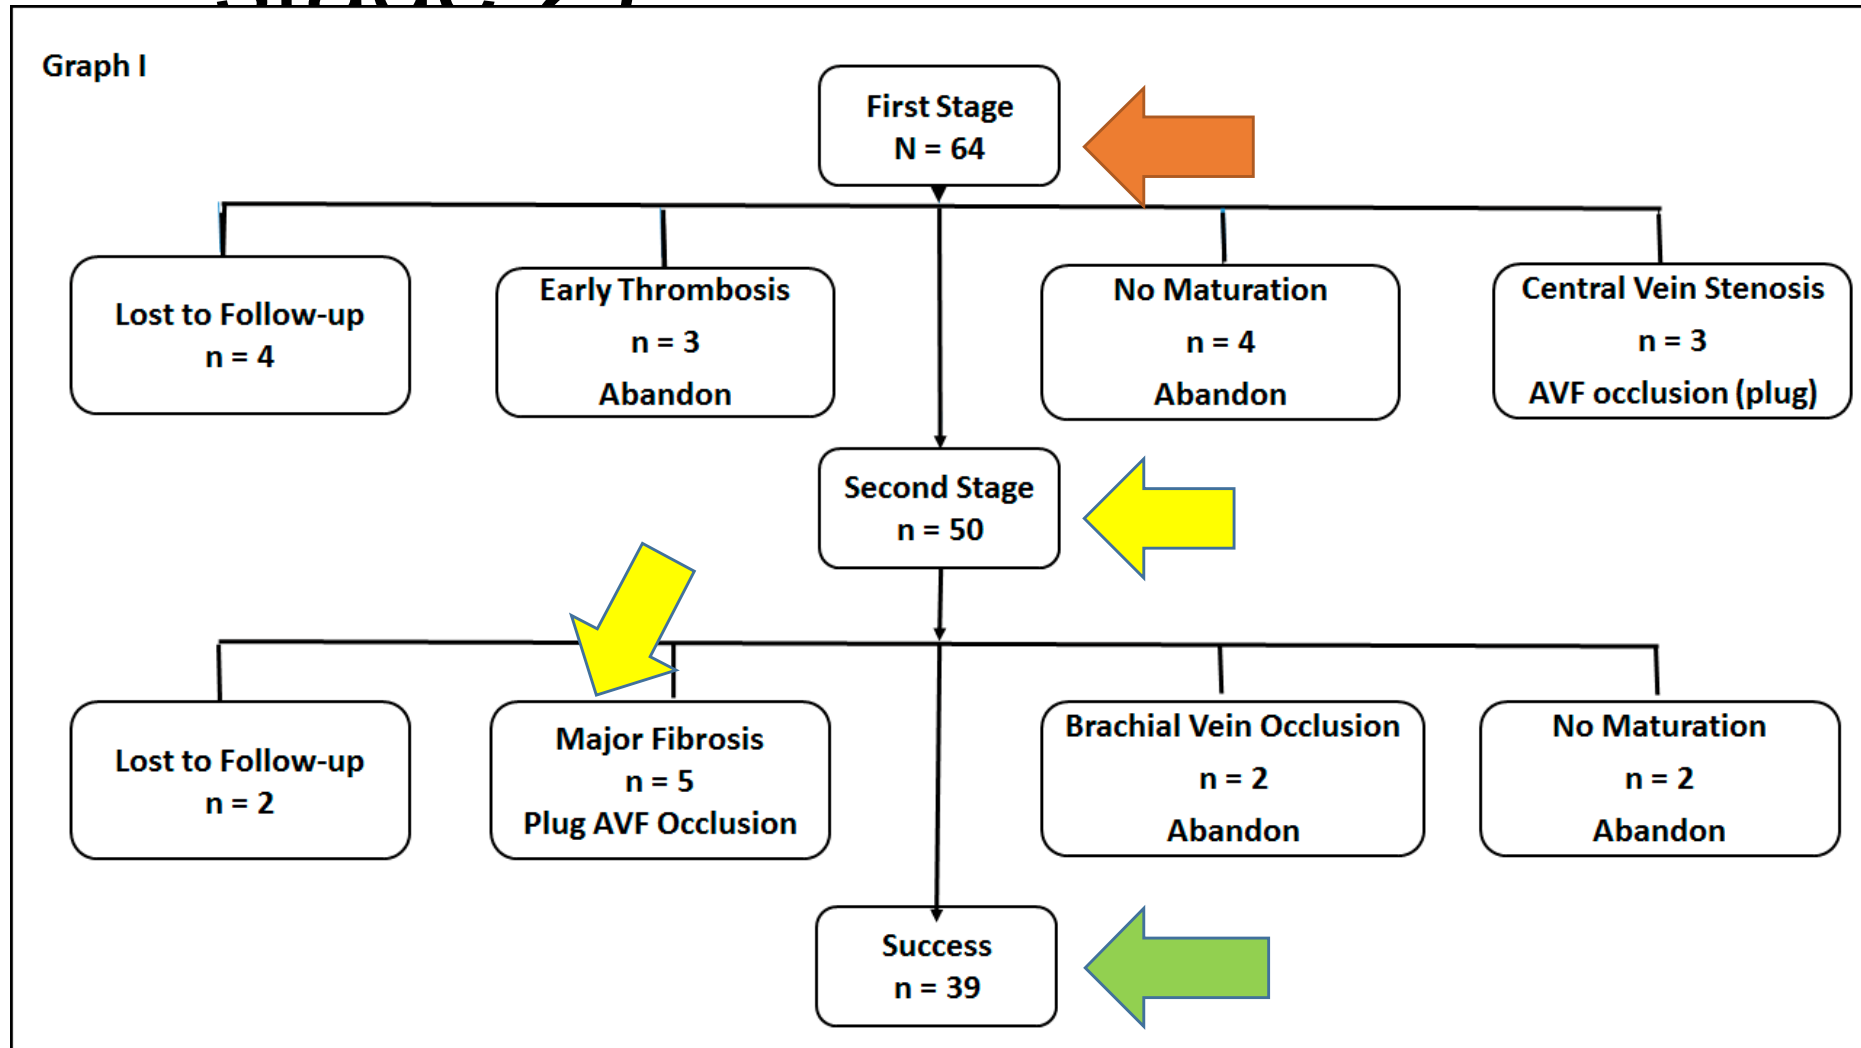 Graph I
First Stage
N = 64
Lost to Follow-up
n = 4
Early Thrombosis
n = 3
Abandon
No Maturation
n = 4
Abandon
Central Vein Stenosis
n = 3
AVF occlusion (plug)
Second Stage
n = 50
Lost to Follow-up
n = 2
Major Fibrosis
n = 5
Plug AVF Occlusion
Brachial Vein Occlusion
n = 2
Abandon
No Maturation
n = 2
Abandon
Success
n = 39